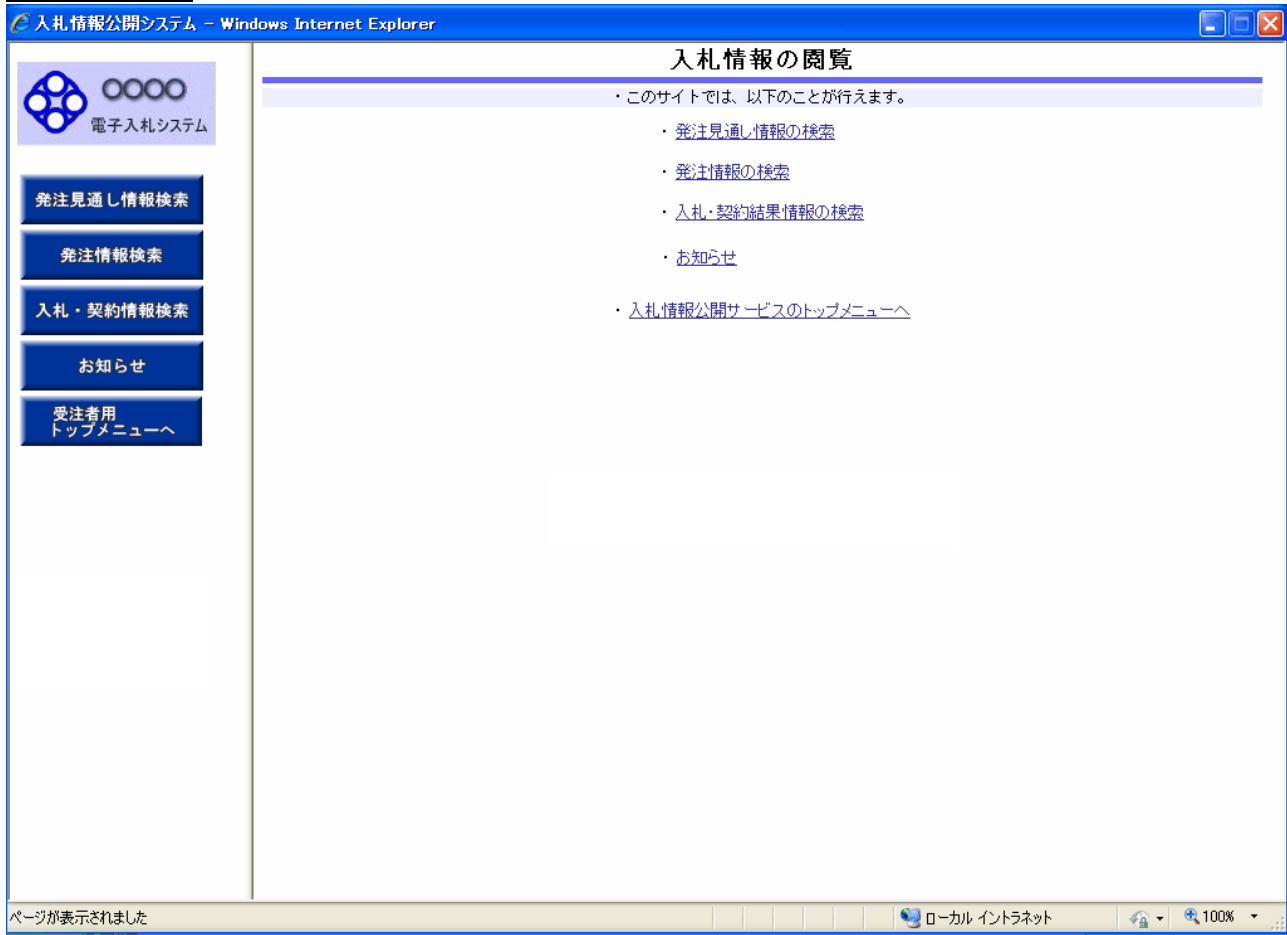 入札情報公開システム - Windows Internet Explorer
〇〇〇〇
電子入札システム
発注見通し情報検索
発注情報検索
入札・契約情報検索
お知らせ
受注者用
トップメニューへ
入札情報の閲覧
・このサイトでは、以下のことが行えます。
・発注見通し情報の検索
・発注情報の検索
・入札・契約結果情報の検索
・お知らせ
・入札情報公開サービスのトップメニューへ
ページが表示されました
ローカル イントラネット
100%